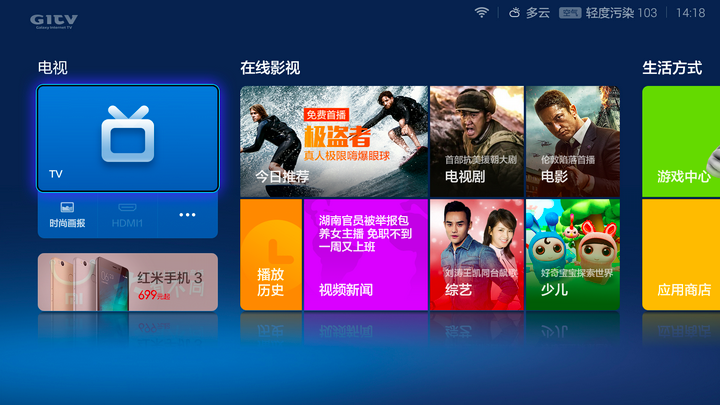 GITV
Galaxy Internet TV
多云
空气
轻度污染 103
14:18
电视
TV
时尚画报
HDMI1
红米手机 3
699元起
在线影视
免费首播
极盗者
真人极限嗨爆眼球
今日推荐
首部抗美援朝大剧
电视剧
伦敦陷落首播
电影
播放
历史
湖南官员被举报包
养女主播 免职不到
一周又上班
视频新闻
刘涛王凯同台飙歌
综艺
好奇宝宝探索世界
少儿
生活方式
游戏中心
应用商店